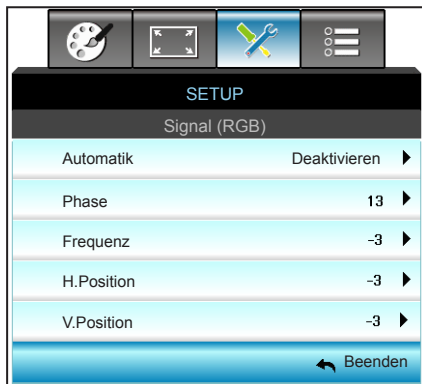 SETUP
Signal (RGB)
Automatik Deaktivieren
Phase 13
Frequenz -3
H.Position -3
V.Position -3
Beenden